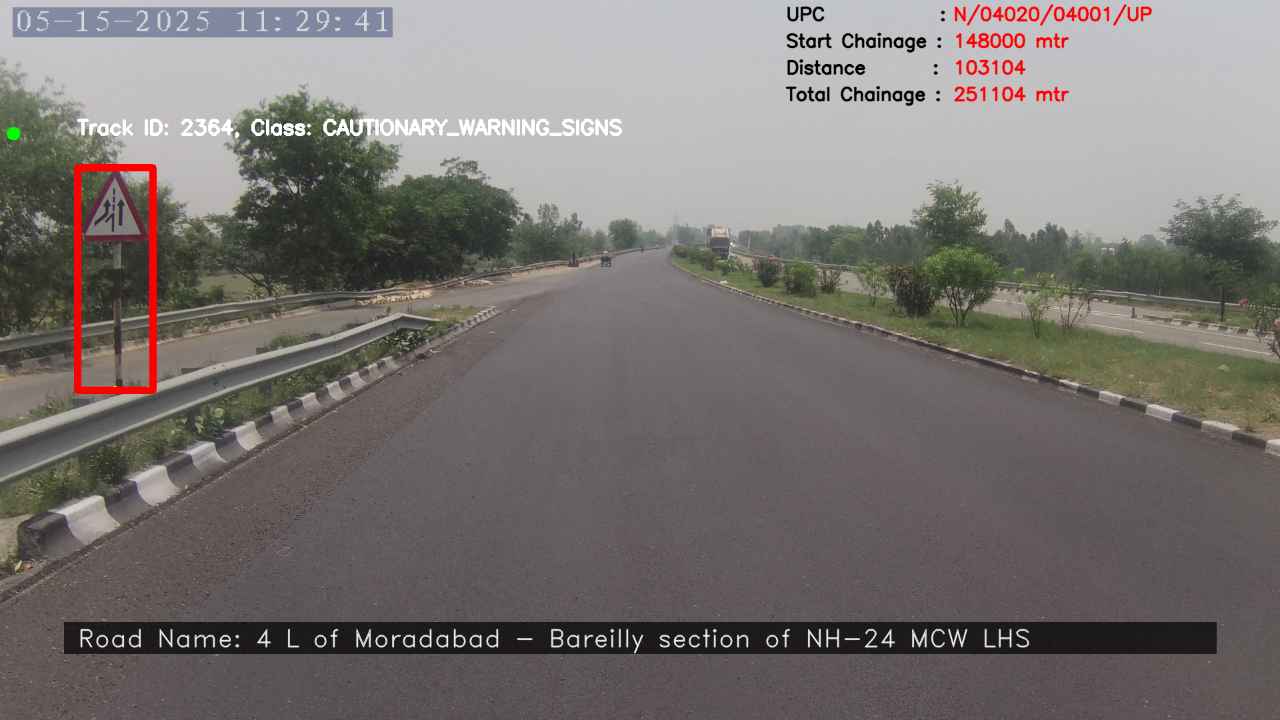 05-15-2025 11:29:41
UPC : N/04020/04001/UP
Start Chainage : 148000 mtr
Distance : 103104
Total Chainage : 251104 mtr
Track ID: 2364, Class: CAUTIONARY_WARNING_SIGNS
Road Name: 4 L of Moradabad - Bareilly section of NH-24 MCW LHS